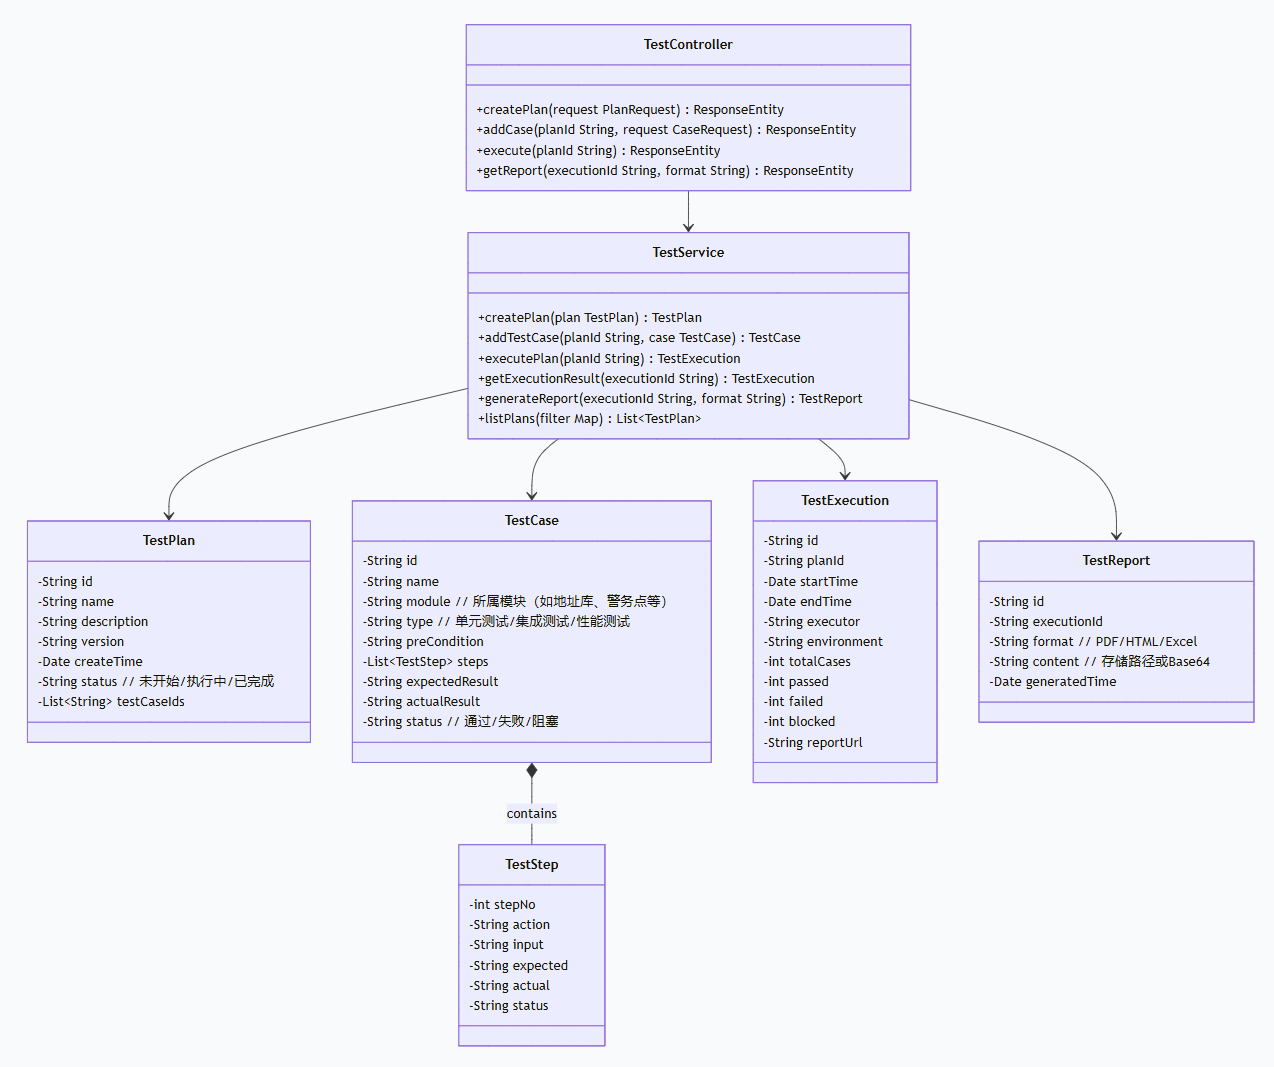 TestController
+createPlan(request PlanRequest) : ResponseEntity
+addCase(planId String, request CaseRequest) : ResponseEntity
+execute(planId String) : ResponseEntity
+getReport(executionId String, format String) : ResponseEntity
TestService
+createPlan(plan TestPlan) : TestPlan
+addTestCase(planId String, case TestCase) : TestCase
+executePlan(planId String) : TestExecution
+getExecutionResult(executionId String) : TestExecution
+generateReport(executionId String, format String) : TestReport
+listPlans(filter Map) : List<TestPlan>
TestPlan
-String id
-String name
-String description
-String version
-Date createTime
-String status // 未开始/执行中/已完成
-List<String> testCaseIds
TestCase
-String id
-String name
-String module // 所属模块（如地址库、警务点等）
-String type // 单元测试/集成测试/性能测试
-String preCondition
-List<TestStep> steps
-String expectedResult
-String actualResult
-String status // 通过/失败/阻塞
TestExecution
-String id
-String planId
-Date startTime
-Date endTime
-String executor
-String environment
-int totalCases
-int passed
-int failed
-int blocked
-String reportUrl
TestReport
-String id
-String executionId
-String format // PDF/HTML/Excel
-String content // 存储路径或Base64
-Date generatedTime
contains
TestStep
-int stepNo
-String action
-String input
-String expected
-String actual
-String status